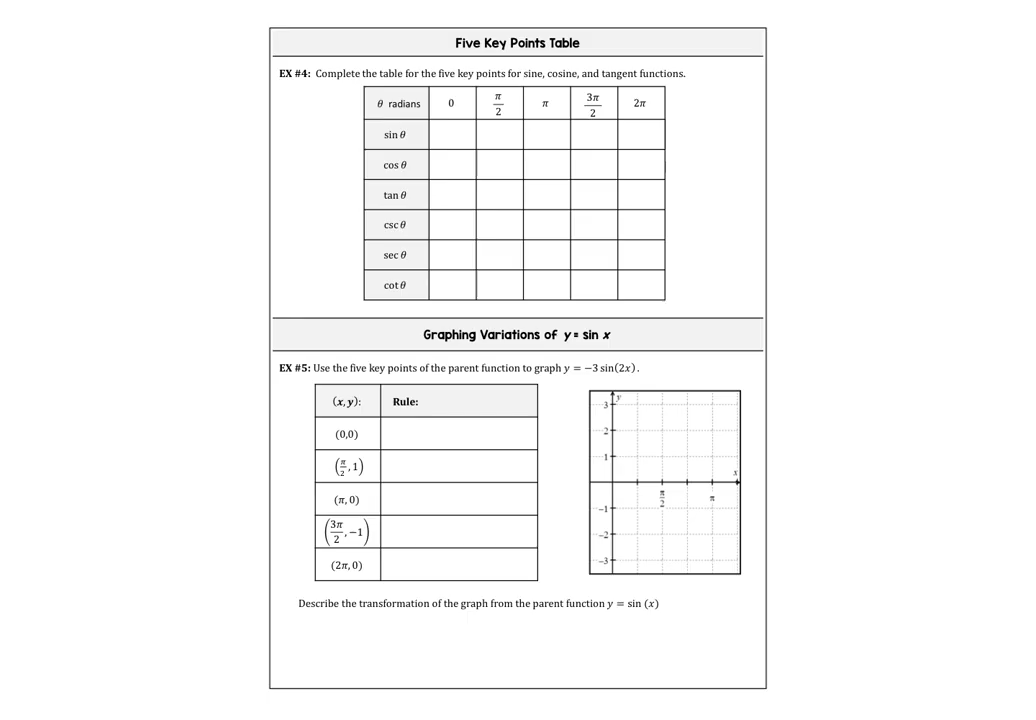 Five Key Points Table
EX #4: Complete the table for the five key points for sine, cosine, and tangent functions.
θ radians 0 π/2 π 3π/2 2π
sin θ
cos θ
tan θ
csc θ
sec θ
cot θ
Graphing Variations of y = sin x
EX #5: Use the five key points of the parent function to graph y = −3 sin(2x).
(x, y): Rule:
(0,0)
(π/2, 1)
(π, 0)
(3π/2, −1)
(2π, 0)
y
3
2
1
x
π/2 π
−1
−2
−3
Describe the transformation of the graph from the parent function y = sin (x)